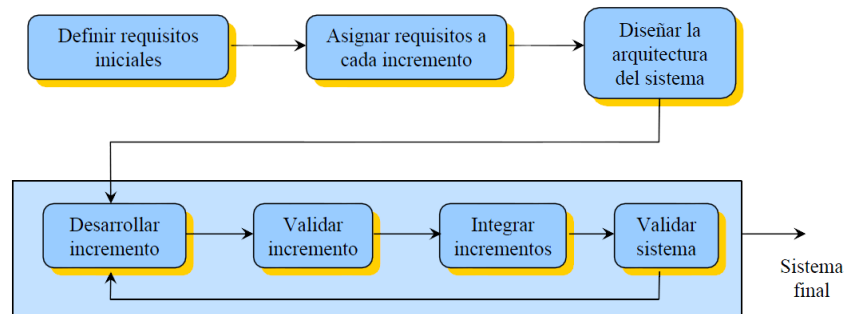 Definir requisitos
iniciales
Asignar requisitos a
cada incremento
Diseñar la
arquitectura
del sistema
Desarrollar
incremento
Validar
incremento
Integrar
incrementos
Validar
sistema
Sistema
final